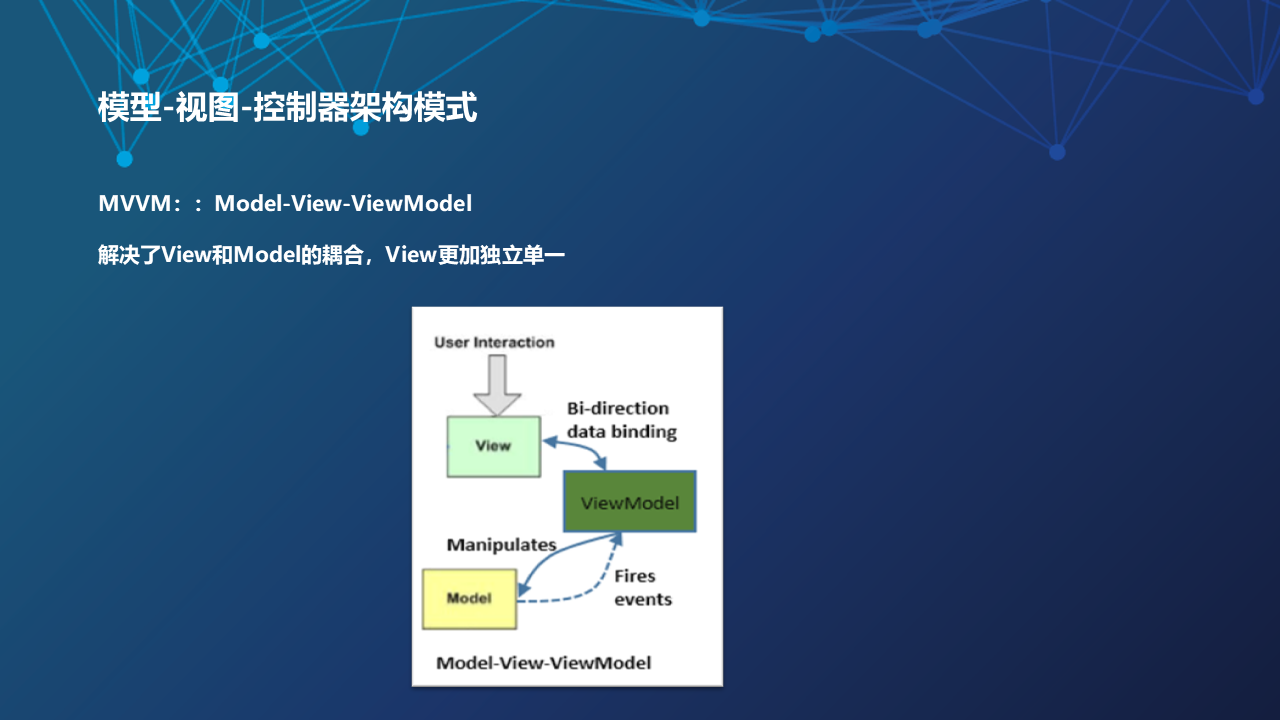 模型-视图-控制器架构模式
MVVM：：Model-View-ViewModel
解决了View和Model的耦合，View更加独立单一
User Interaction
Bi-direction
data binding
View
ViewModel
Manipulates
Fires
events
Model
Model-View-ViewModel